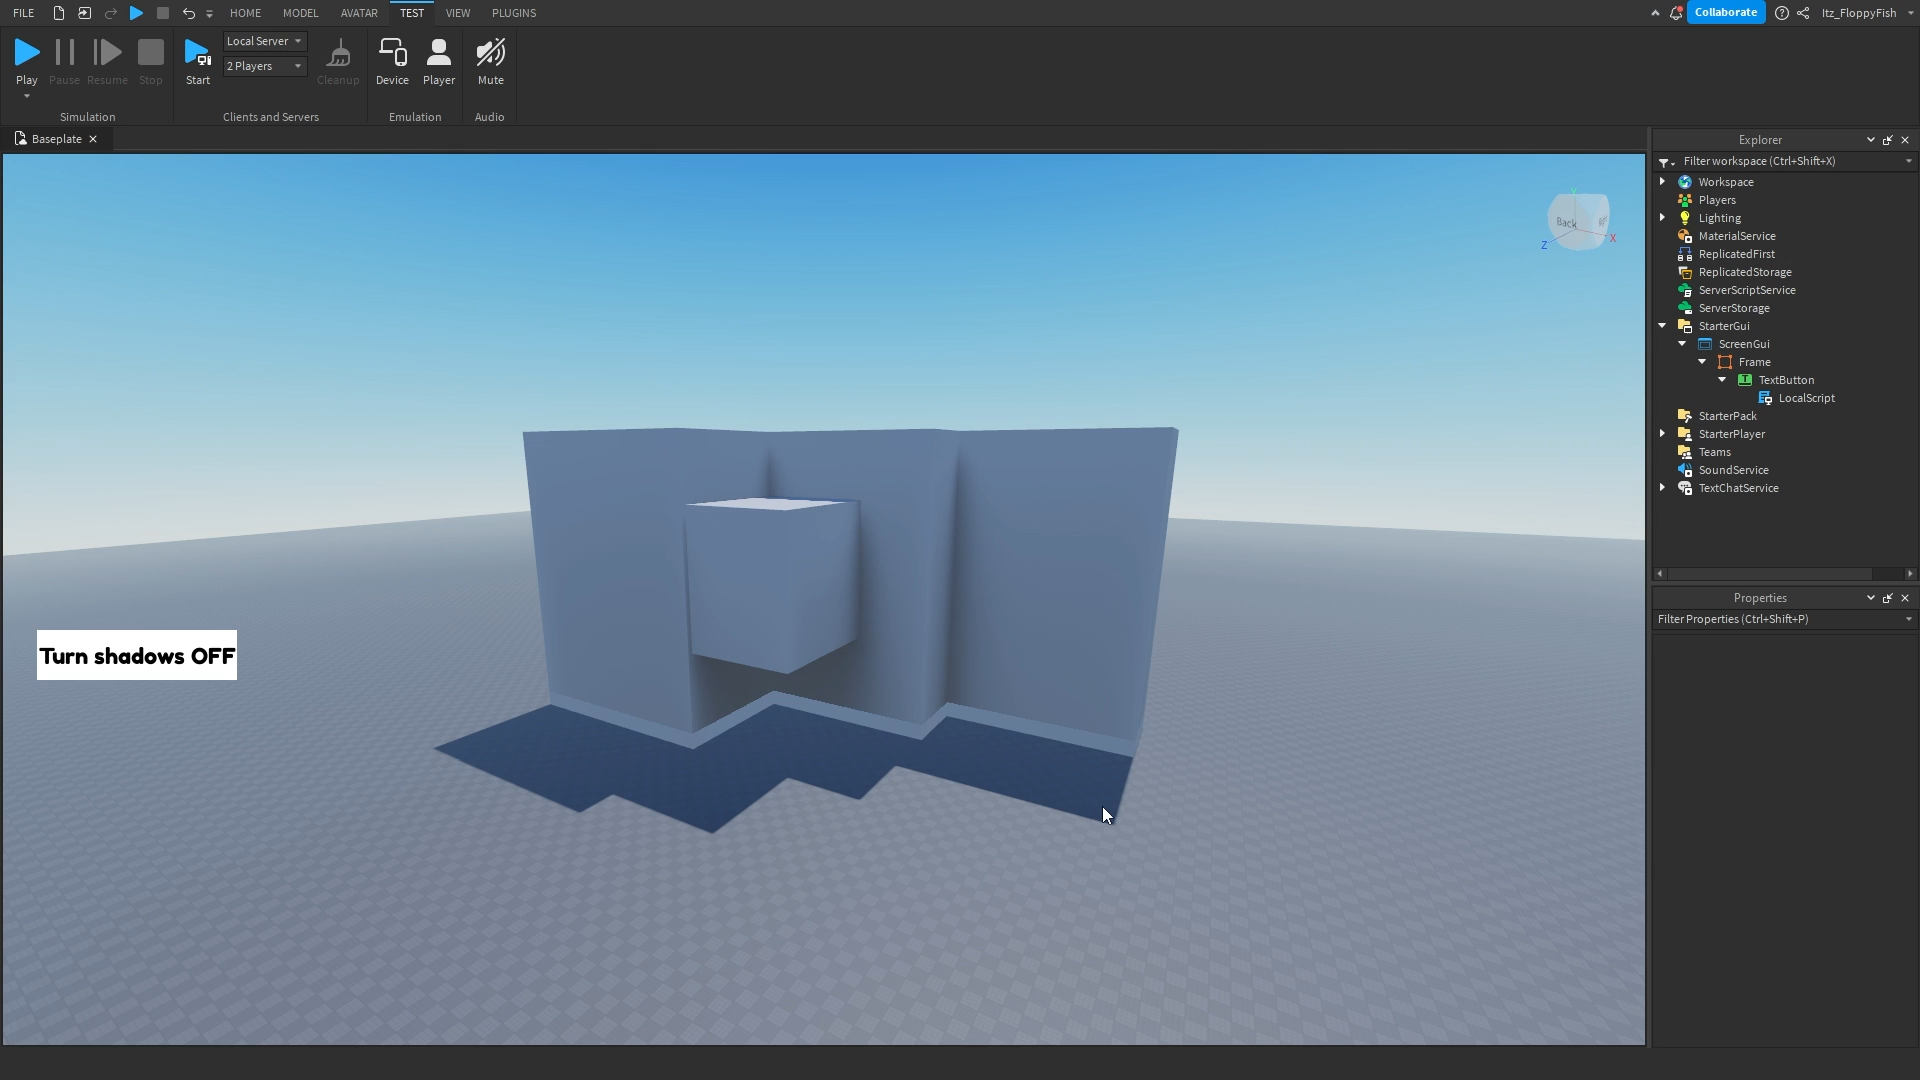 FILE
HOME
MODEL
AVATAR
TEST
VIEW
PLUGINS
Collaborate
Itz_FloppyFish
Play
Pause
Resume
Stop
Simulation
Start
Local Server
2 Players
Cleanup
Clients and Servers
Device
Player
Emulation
Mute
Audio
Baseplate
Back
Y
Z
X
Turn shadows OFF
Explorer
Filter workspace (Ctrl+Shift+X)
Workspace
Players
Lighting
MaterialService
ReplicatedFirst
ReplicatedStorage
ServerScriptService
ServerStorage
StarterGui
ScreenGui
Frame
TextButton
LocalScript
StarterPack
StarterPlayer
Teams
SoundService
TextChatService
Properties
Filter Properties (Ctrl+Shift+P)